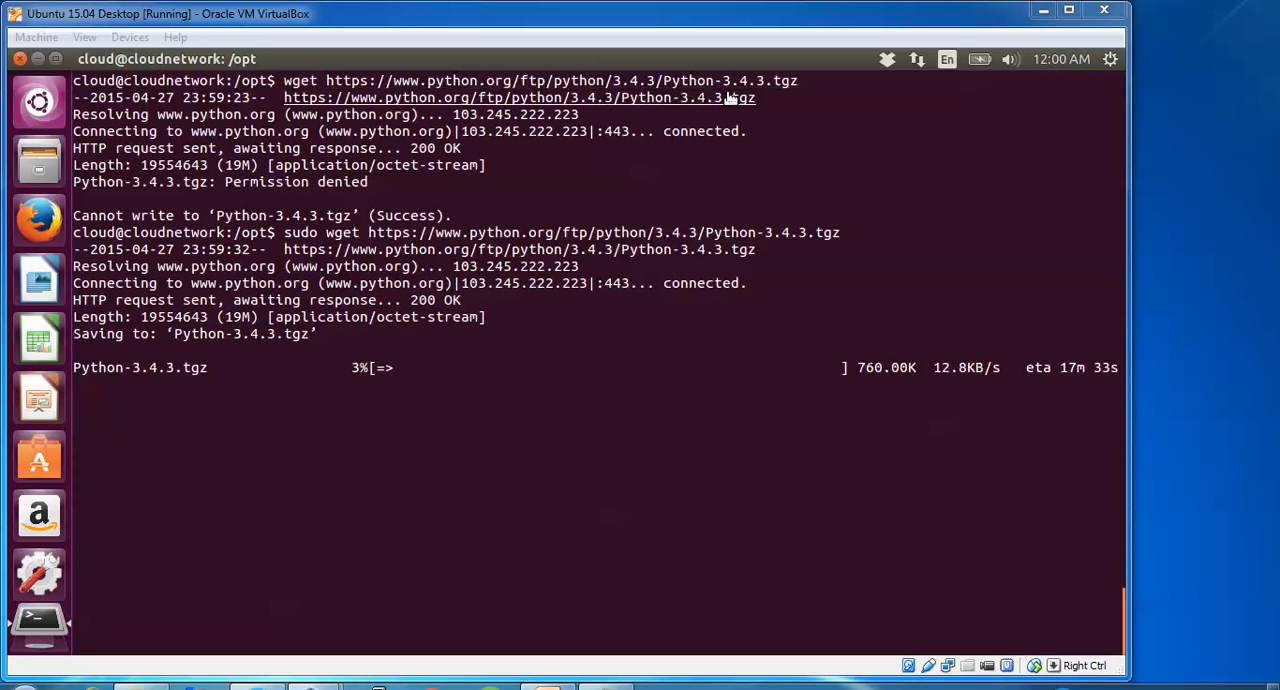 Ubuntu 15.04 Desktop [Running] - Oracle VM VirtualBox
Machine View Devices Help
cloud@cloudnetwork: /opt En 12:00 AM
cloud@cloudnetwork:/opt$ wget https://www.python.org/ftp/python/3.4.3/Python-3.4.3.tgz
--2015-04-27 23:59:23-- https://www.python.org/ftp/python/3.4.3/Python-3.4.3.tgz
Resolving www.python.org (www.python.org)... 103.245.222.223
Connecting to www.python.org (www.python.org)|103.245.222.223|:443... connected.
HTTP request sent, awaiting response... 200 OK
Length: 19554643 (19M) [application/octet-stream]
Python-3.4.3.tgz: Permission denied
Cannot write to ‘Python-3.4.3.tgz’ (Success).
cloud@cloudnetwork:/opt$ sudo wget https://www.python.org/ftp/python/3.4.3/Python-3.4.3.tgz
--2015-04-27 23:59:32-- https://www.python.org/ftp/python/3.4.3/Python-3.4.3.tgz
Resolving www.python.org (www.python.org)... 103.245.222.223
Connecting to www.python.org (www.python.org)|103.245.222.223|:443... connected.
HTTP request sent, awaiting response... 200 OK
Length: 19554643 (19M) [application/octet-stream]
Saving to: ‘Python-3.4.3.tgz’
Python-3.4.3.tgz 3%[=> ] 760.00K 12.8KB/s eta 17m 33s
Right Ctrl